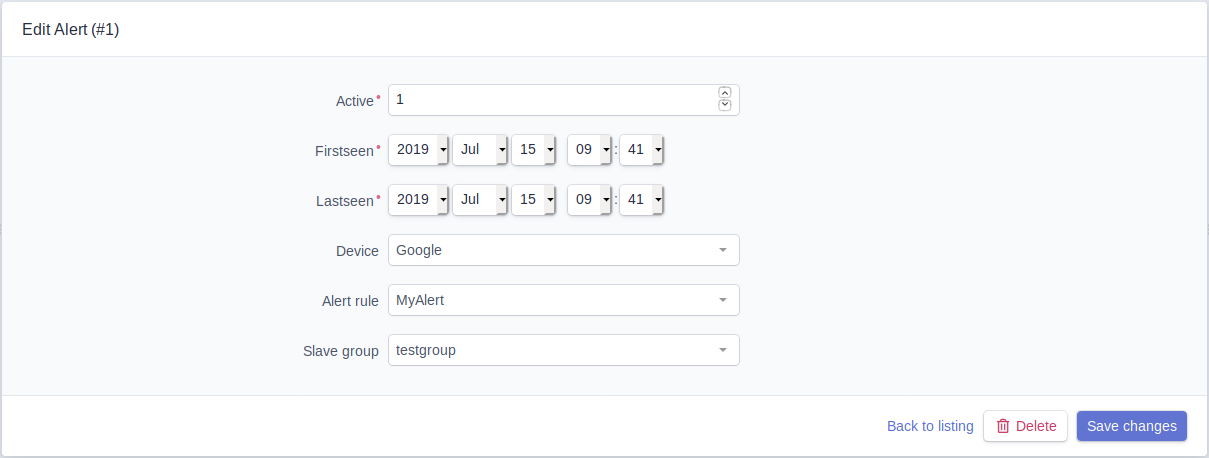 Edit Alert (#1)
Active* 1
Firstseen* 2019 Jul 15 09 : 41
Lastseen* 2019 Jul 15 09 : 41
Device Google
Alert rule MyAlert
Slave group testgroup
Back to listing Delete Save changes